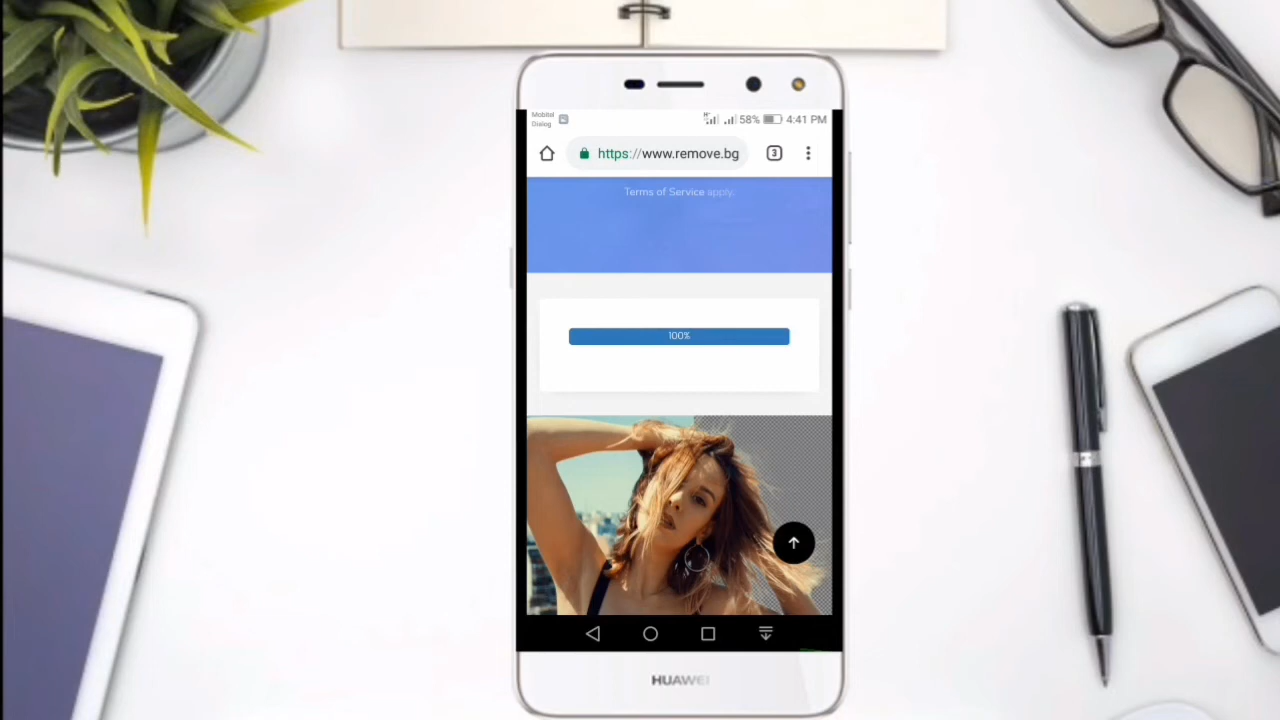 Mobitel
Dialog
58% 4:41 PM
https://www.remove.bg
3
Terms of Service apply.
100%
HUAWEI